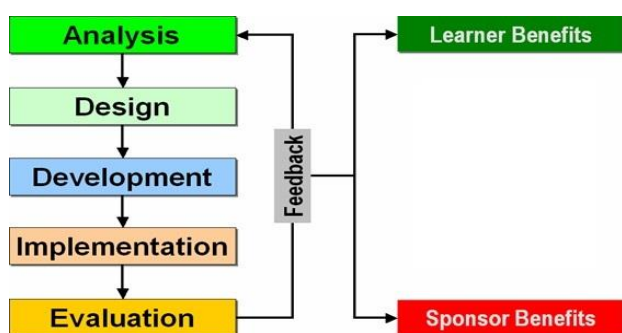 Analysis
Design
Development
Implementation
Evaluation
Feedback
Learner Benefits
Sponsor Benefits